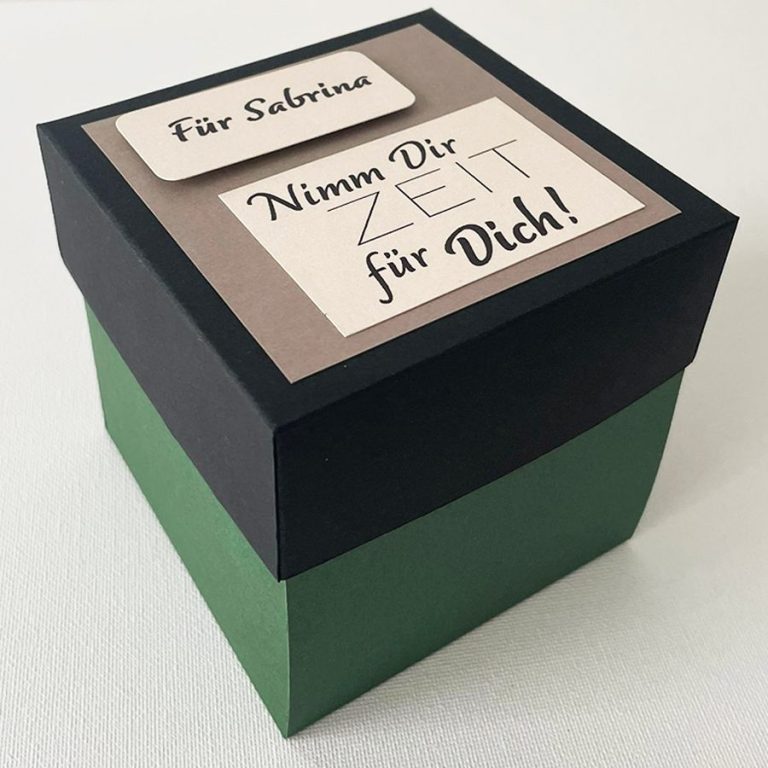 Für Sabrina
Nimm Dir
ZEIT
für Dich!